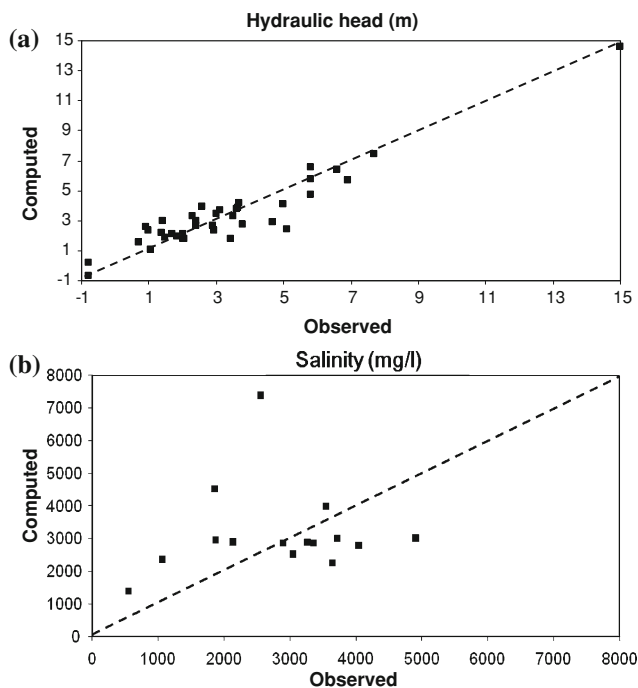 Hydraulic head (m)
(a)
15
13
11
9
7
5
3
1
-1
Computed
-1 1 3 5 7 9 11 13 15
Observed
(b)
Salinity (mg/l)
8000
7000
6000
5000
4000
3000
2000
1000
0
Computed
0 1000 2000 3000 4000 5000 6000 7000 8000
Observed